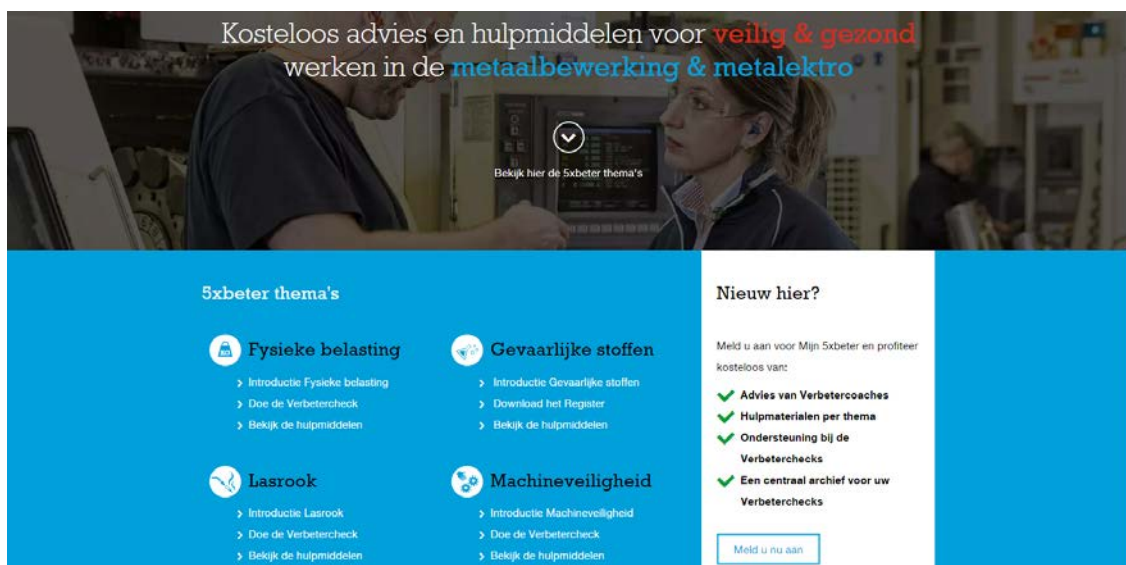 Kosteloos advies en hulpmiddelen voor veilig & gezond
werken in de metaalbewerking & metalektro
Bekijk hier de 5xbeter thema's
5xbeter thema's
Fysieke belasting
Introductie Fysieke belasting
Doe de Verbetercheck
Bekijk de hulpmiddelen
Gevaarlijke stoffen
Introductie Gevaarlijke stoffen
Download het Register
Bekijk de hulpmiddelen
Lasrook
Introductie Lasrook
Doe de Verbetercheck
Bekijk de hulpmiddelen
Machineveiligheid
Introductie Machineveiligheid
Doe de Verbetercheck
Bekijk de hulpmiddelen
Nieuw hier?
Meld u aan voor Mijn 5xbeter en profiteer
kosteloos van:
Advies van Verbetercoaches
Hulpmaterialen per thema
Ondersteuning bij de
Verbeterchecks
Een centraal archief voor uw
Verbeterchecks
Meld u nu aan